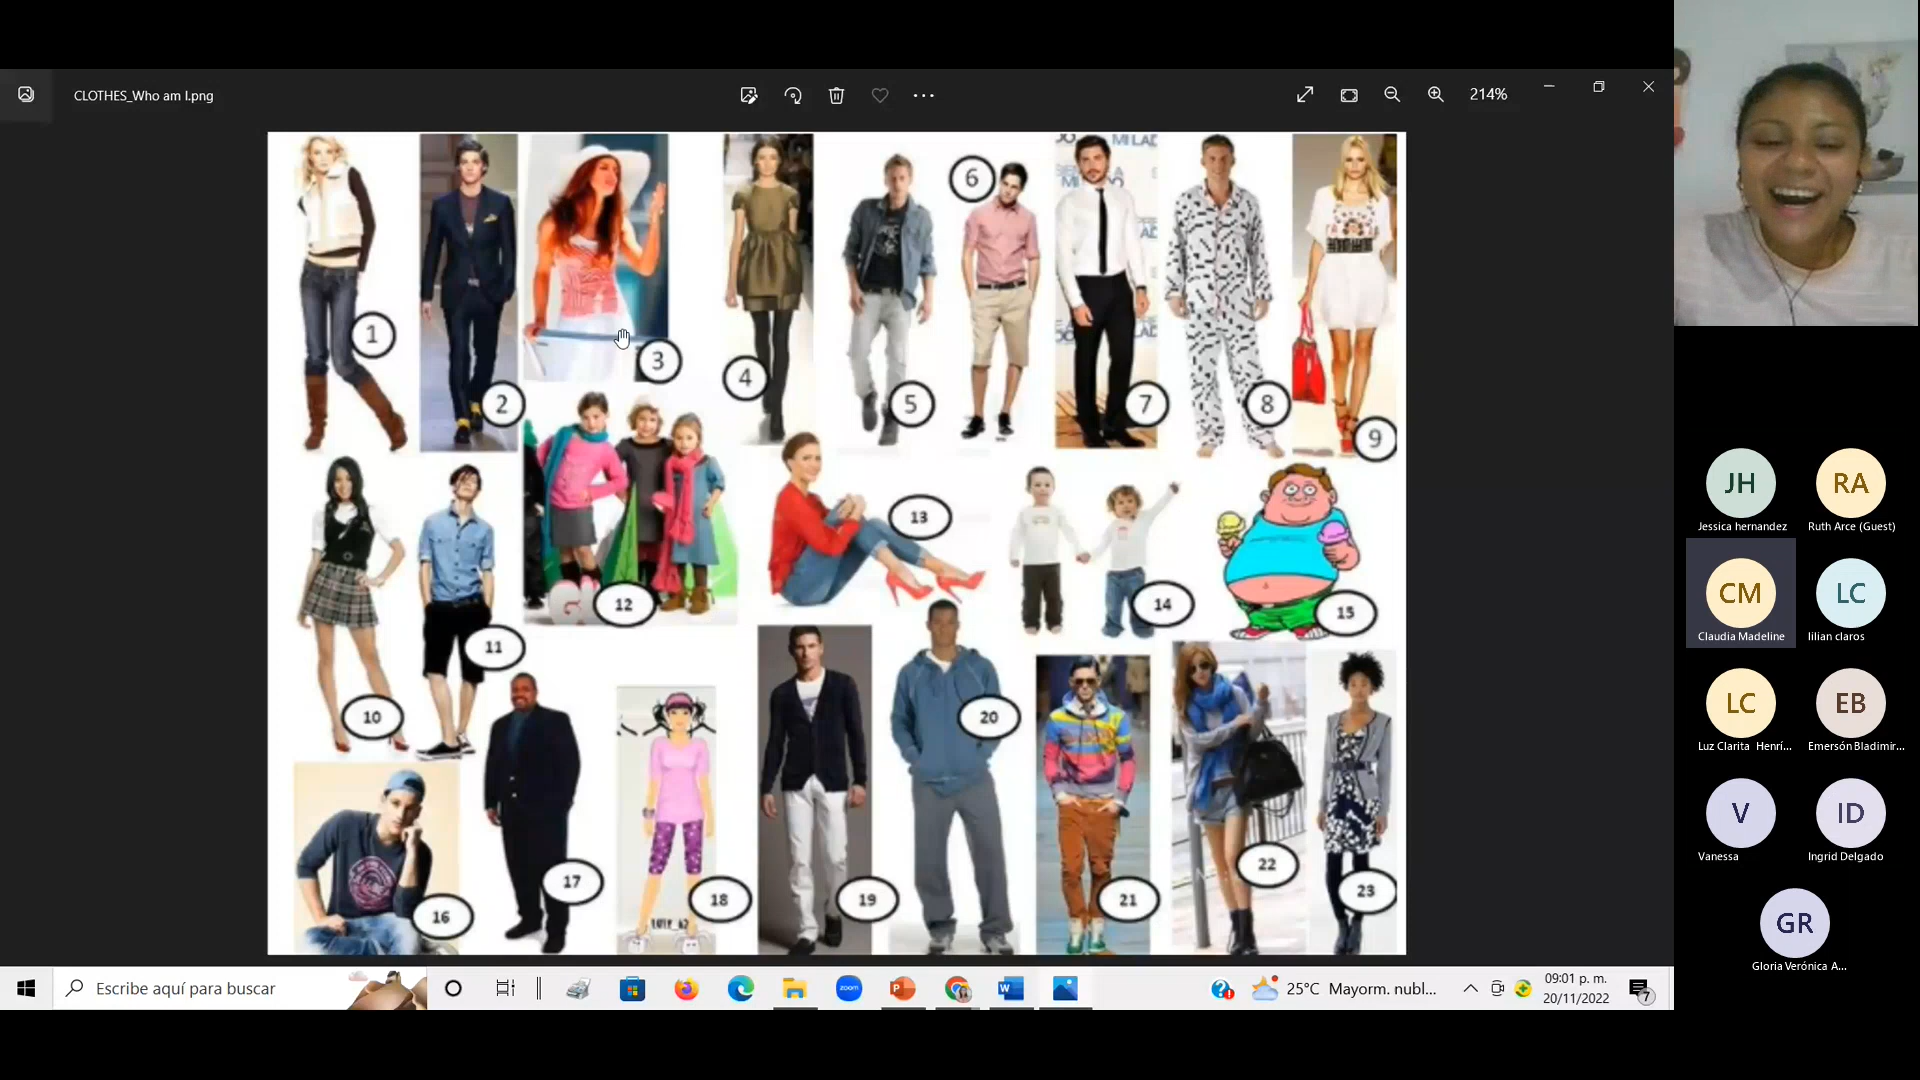 CLOTHES_Who am I.png
214%
1
2
3
4
5
6
7
8
9
10
11
12
13
14
15
16
17
18
19
20
21
22
23
MILAD
JH
Jessica hernandez
RA
Ruth Arce (Guest)
CM
Claudia Madeline
LC
lilian claros
LC
Luz Clarita Henrí...
EB
Emersón Bladimir...
V
Vanessa
ID
Ingrid Delgado
GR
Gloria Verónica A...
Escribe aquí para buscar
zoom
25°C Mayorm. nubl...
09:01 p. m.
20/11/2022
7